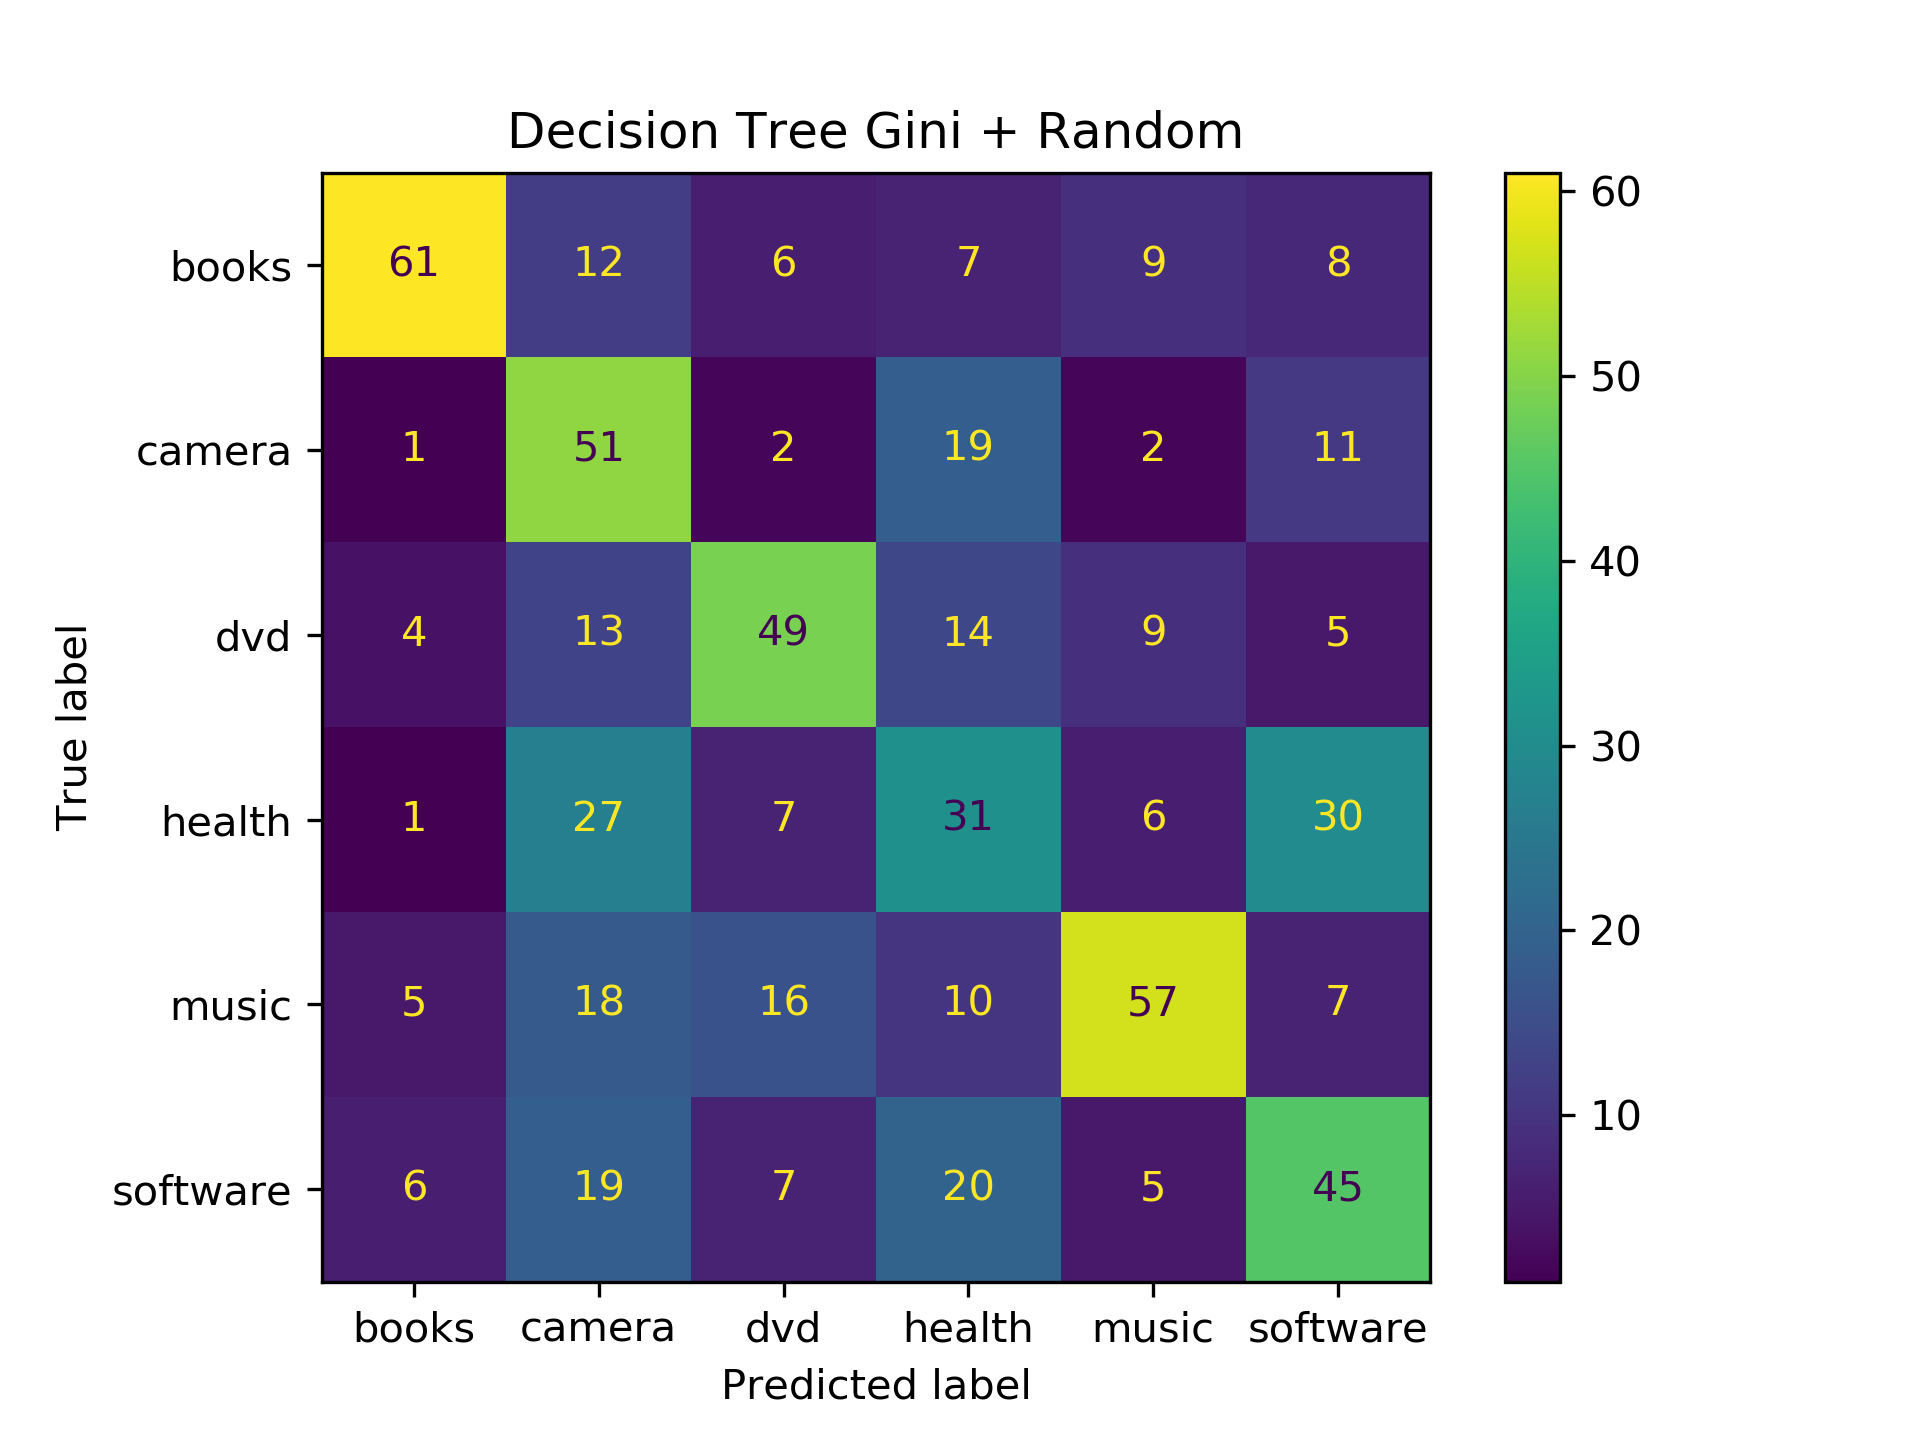 Decision Tree Gini + Random
books 61 12 6 7 9 8
camera 1 51 2 19 2 11
dvd 4 13 49 14 9 5
health 1 27 7 31 6 30
music 5 18 16 10 57 7
software 6 19 7 20 5 45
books camera dvd health music software
Predicted label
True label
60
50
40
30
20
10